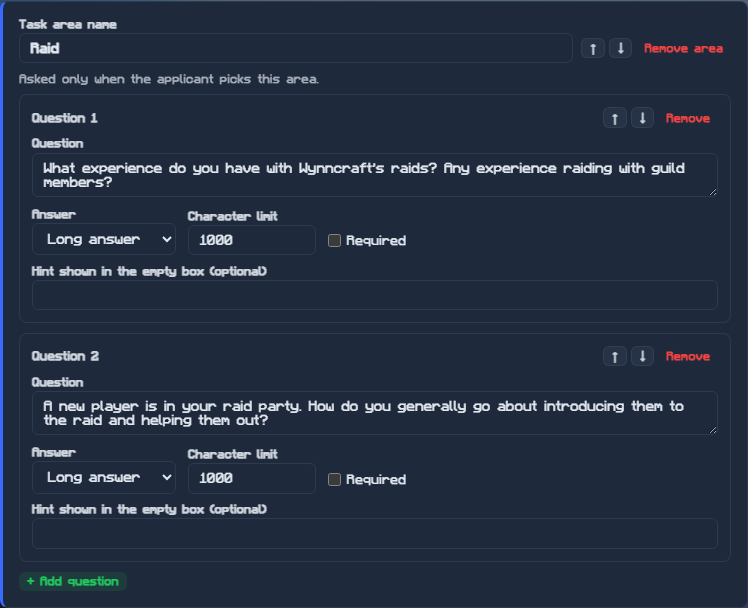 Task area name
Raid
↑ ↓ Remove area
Asked only when the applicant picks this area.
Question 1
↑ ↓ Remove
Question
What experience do you have with Wynncraft's raids? Any experience raiding with guild
members?
Answer
Character limit
Long answer
1000
Required
Hint shown in the empty box (optional)
Question 2
↑ ↓ Remove
Question
A new player is in your raid party. How do you generally go about introducing them to
the raid and helping them out?
Answer
Character limit
Long answer
1000
Required
Hint shown in the empty box (optional)
+ Add question